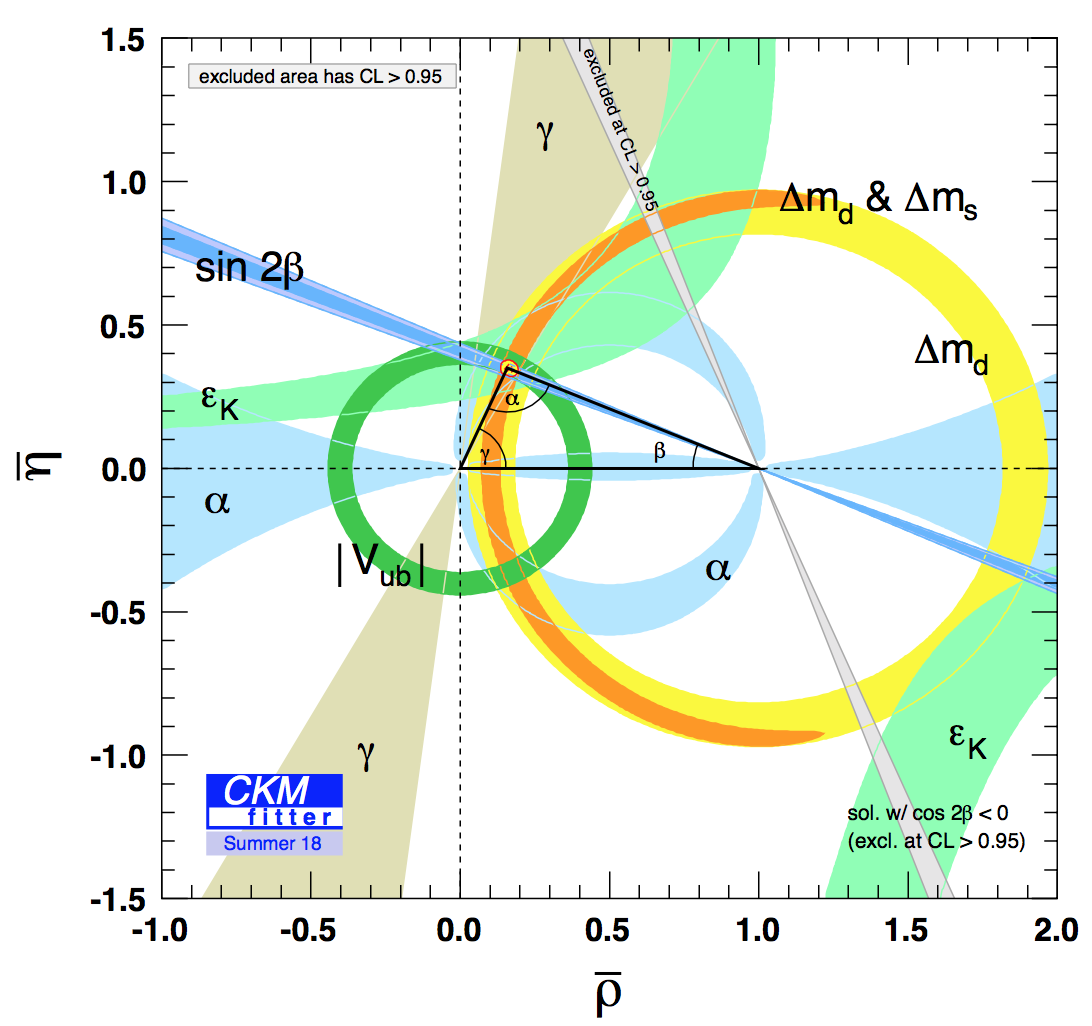 1.5
excluded area has CL > 0.95
γ
excluded at CL > 0.95
1.0
Δm_d & Δm_s
sin 2β
0.5
Δm_d
ε_K
α
β
γ
η̅
0.0
α
α
|V_ub|
-0.5
γ
ε_K
-1.0
CKM
fitter
Summer 18
sol. w/ cos 2β < 0
(excl. at CL > 0.95)
-1.5
-1.0 -0.5 0.0 0.5 1.0 1.5 2.0
ρ̅